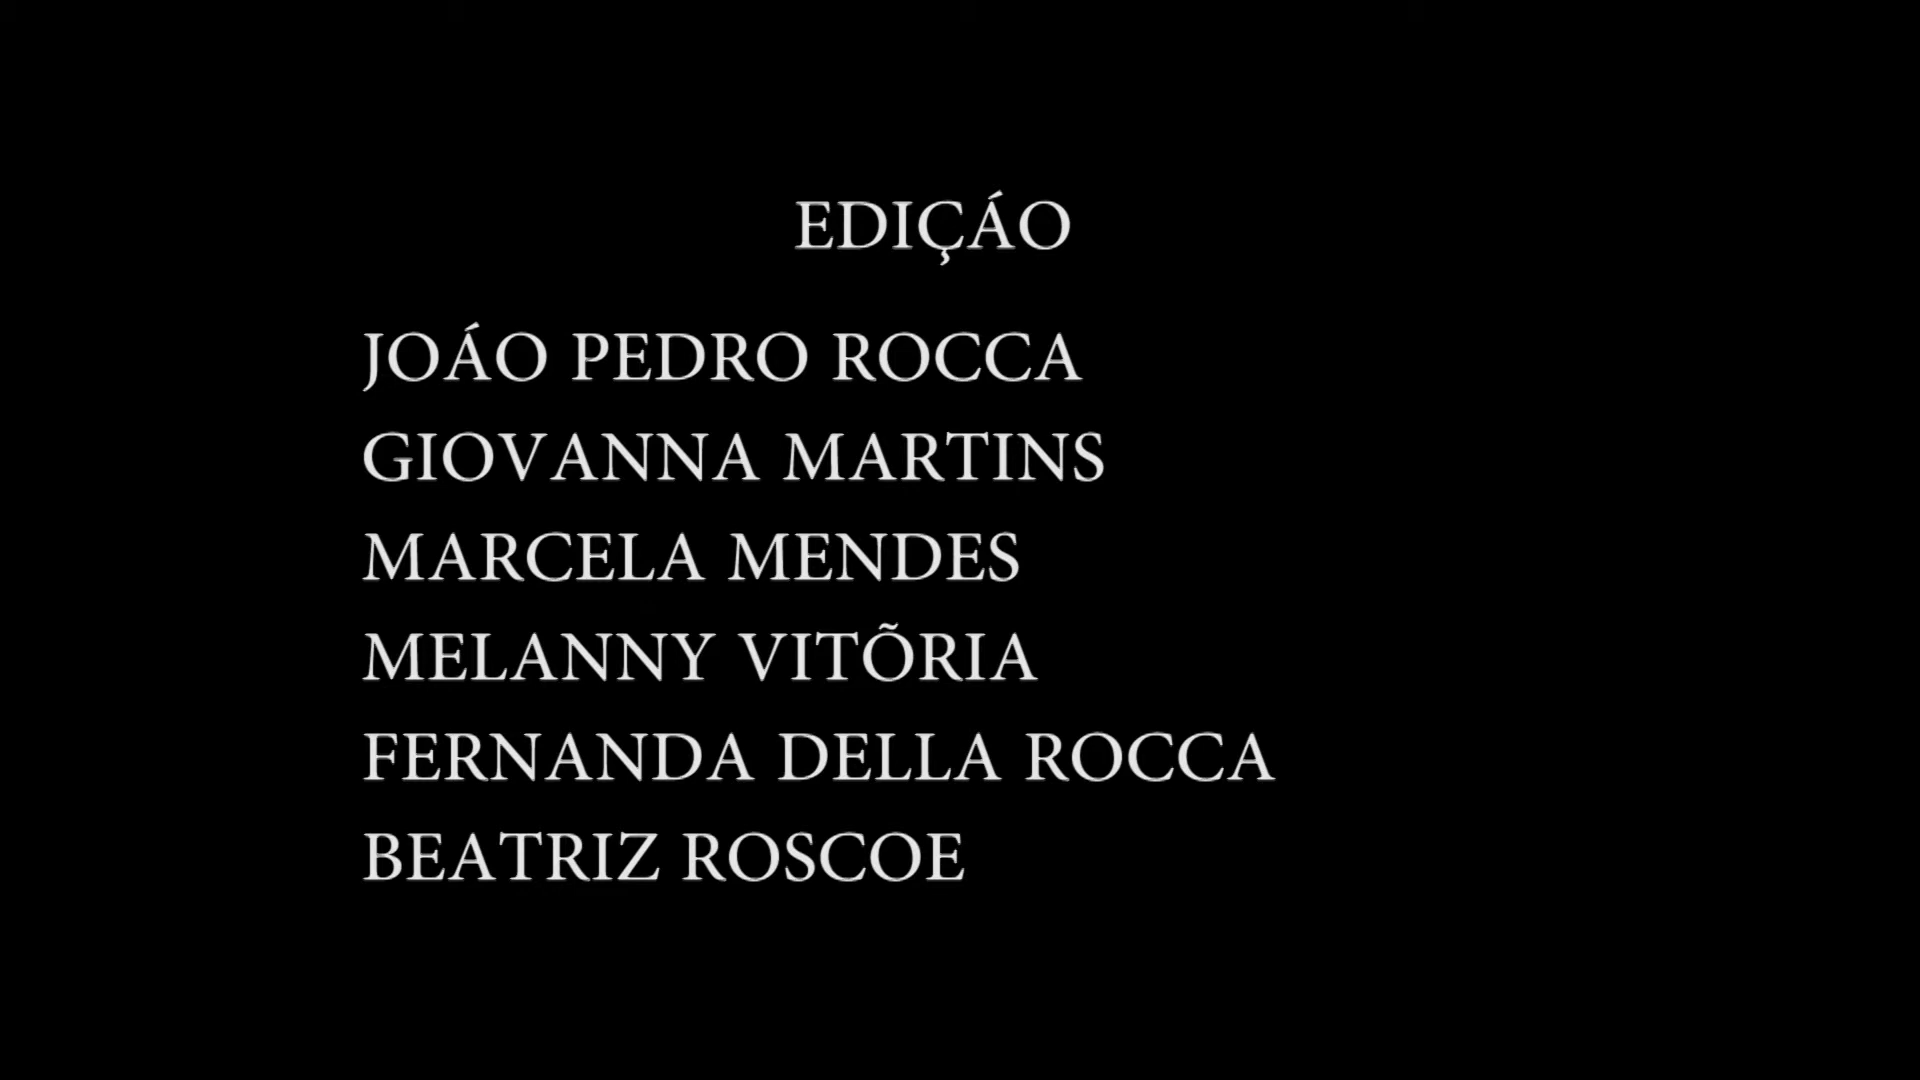 EDIÇÁO
JOÁO PEDRO ROCCA
GIOVANNA MARTINS
MARCELA MENDES
MELANNY VITÕRIA
FERNANDA DELLA ROCCA
BEATRIZ ROSCOE